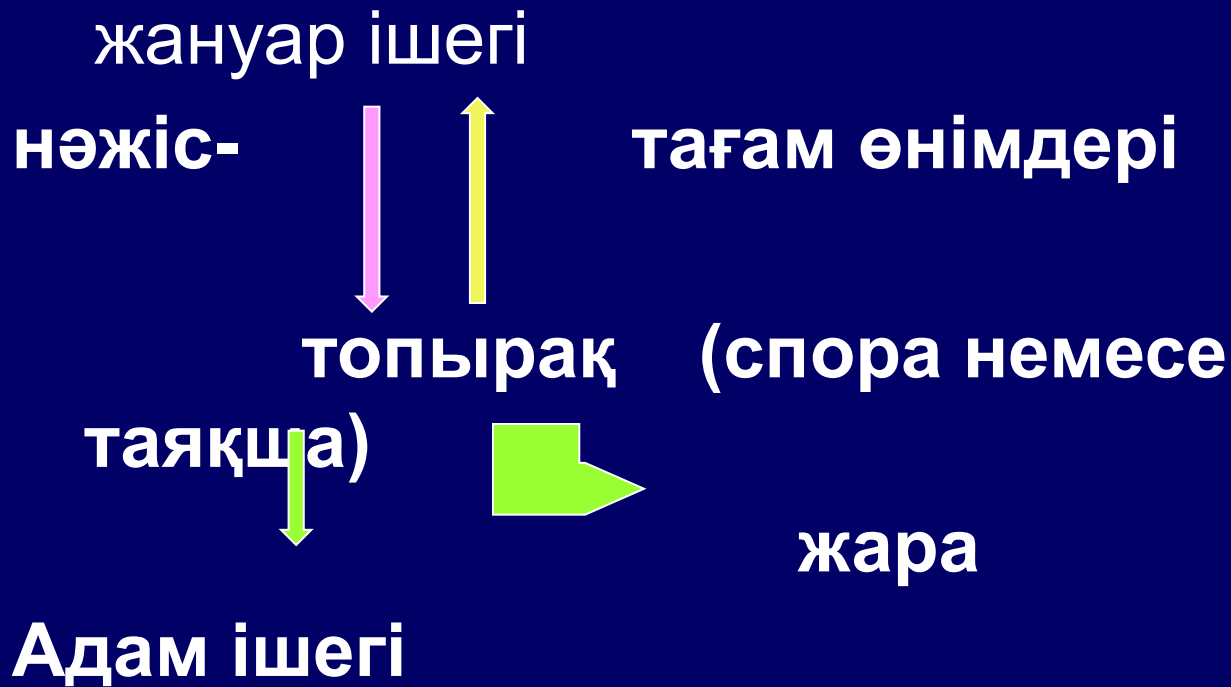 жануар ішегі
нәжіс- тағам өнімдері
топырақ (спора немесе
таяқша)
жара
Адам ішегі